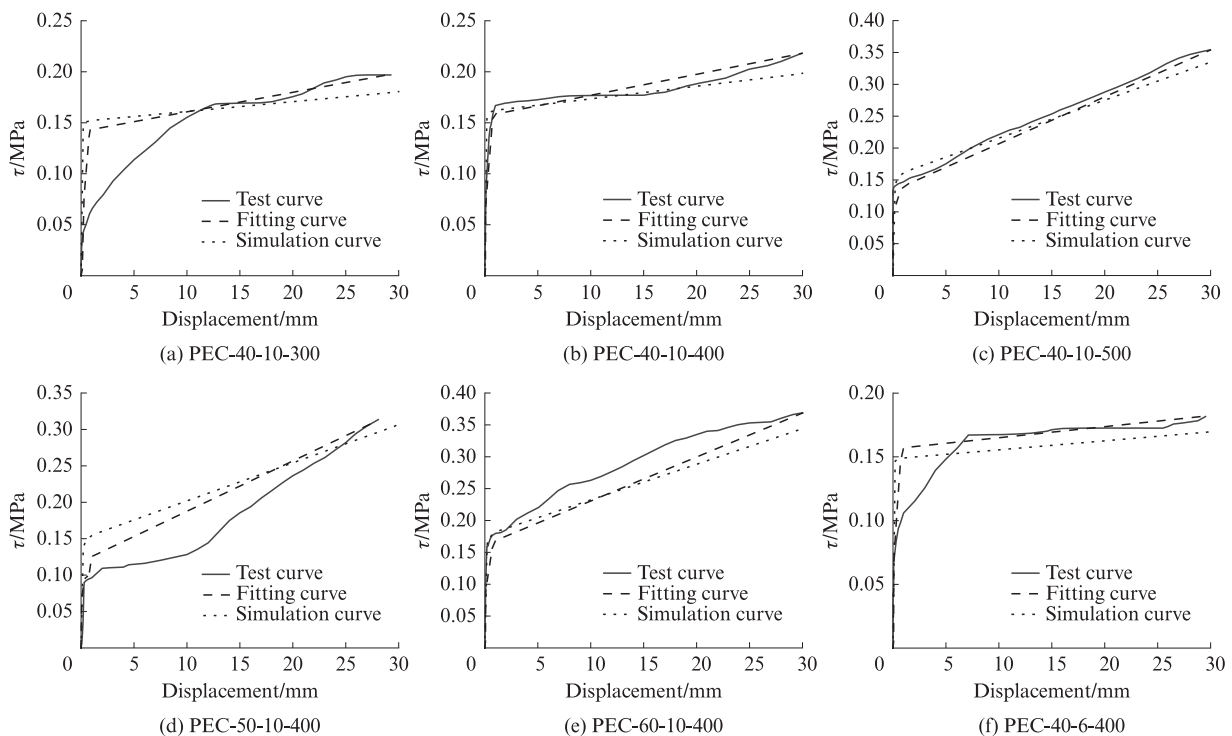 0.25
0.20
0.15
0.10
0.05
0
5
10
15
20
25
30
τ/MPa
Test curve
Fitting curve
Simulation curve
Displacement/mm
(a) PEC-40-10-300
0.25
0.20
0.15
0.10
0.05
0
5
10
15
20
25
30
τ/MPa
Test curve
Fitting curve
Simulation curve
Displacement/mm
(b) PEC-40-10-400
0.40
0.35
0.30
0.25
0.20
0.15
0.10
0.05
0
5
10
15
20
25
30
τ/MPa
Test curve
Fitting curve
Simulation curve
Displacement/mm
(c) PEC-40-10-500
0.35
0.30
0.25
0.20
0.15
0.10
0.05
0
5
10
15
20
25
30
τ/MPa
Test curve
Fitting curve
Simulation curve
Displacement/mm
(d) PEC-50-10-400
0.40
0.35
0.30
0.25
0.20
0.15
0.10
0.05
0
5
10
15
20
25
30
τ/MPa
Test curve
Fitting curve
Simulation curve
Displacement/mm
(e) PEC-60-10-400
0.20
0.15
0.10
0.05
0
5
10
15
20
25
30
τ/MPa
Test curve
Fitting curve
Simulation curve
Displacement/mm
(f) PEC-40-6-400